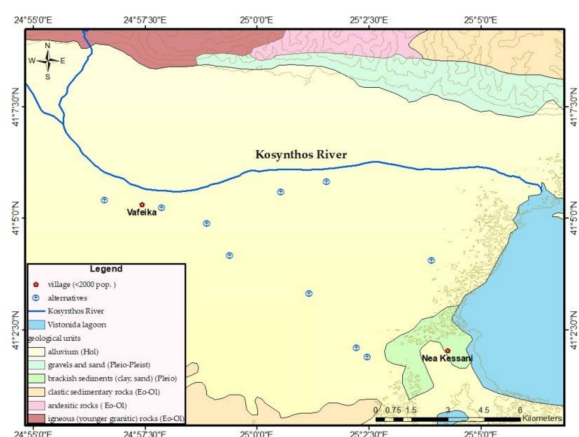 24°55'0"E 24°57'30"E 25°0'0"E 25°2'30"E 25°5'0"E
N
W E
S
41°7'30"N 41°7'30"N
Kosynthos River
Vafeika
41°5'0"N 41°5'0"N
Legend
village (<2000 pop. )
alternatives
Kosynthos River
Vistonida lagoon
geological units
alluvium (Hol)
gravels and sand (Pleio-Pleist)
brackish sediments (clay, sand) (Pleio)
clastic sedimentary rocks (Eo-Ol)
andesitic rocks ( Eo-Ol)
igneous (younger granitic) rocks (Eo-Ol)
41°2'30"N 41°2'30"N
Nea Kessani
0 0.75 1.5 3 4.5 6
Kilometers
24°55'0"E 24°57'30"E 25°0'0"E 25°2'30"E 25°5'0"E